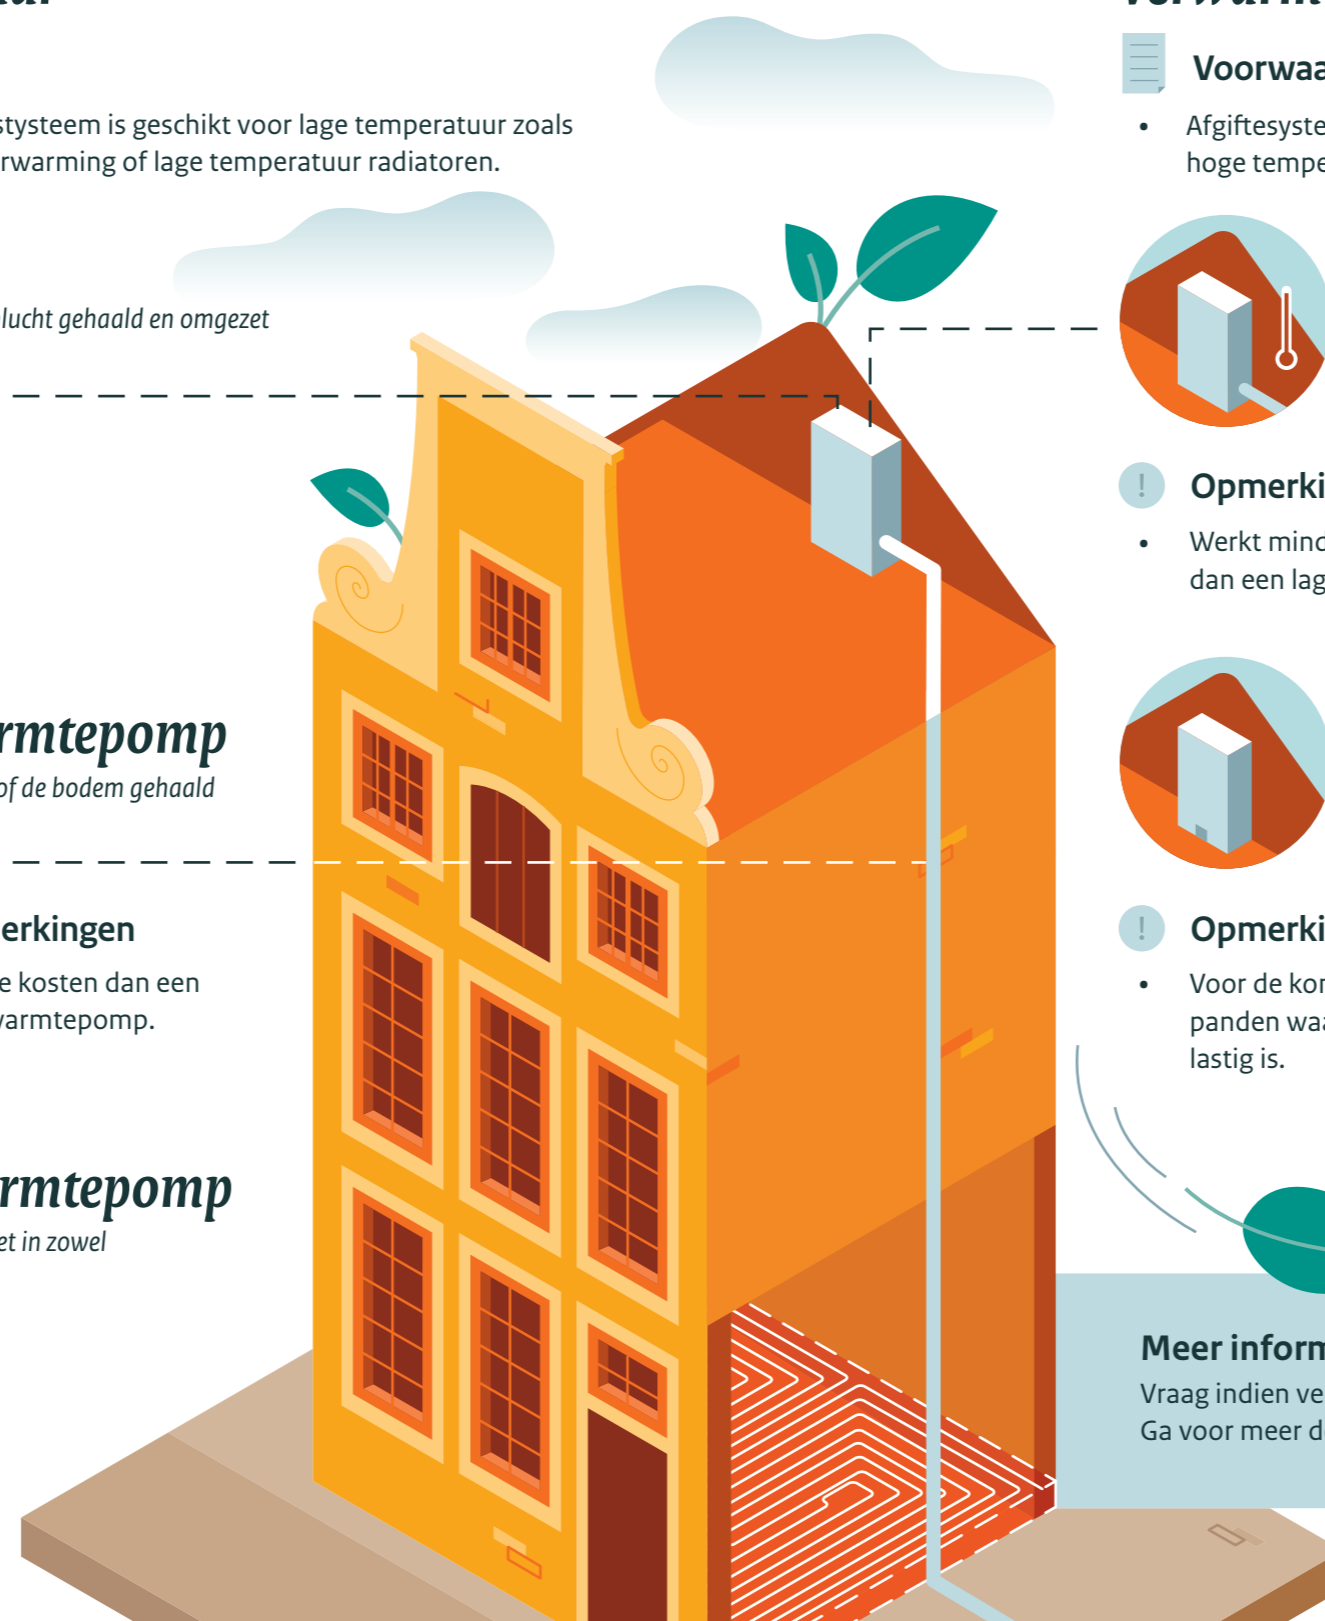 stysteem is geschikt voor lage temperatuur zoals
rwarming of lage temperatuur radiatoren.
lucht gehaald en omgezet
rmtepomp
of de bodem gehaald
erkingen
e kosten dan een
warmtepomp.
rmtepomp
et in zowel
Voorwaa
• Afgiftesyste
hoge tempe
! Opmerki
• Werkt mind
dan een lag
! Opmerki
• Voor de kor
panden waa
lastig is.
Meer inform
Vraag indien ve
Ga voor meer d